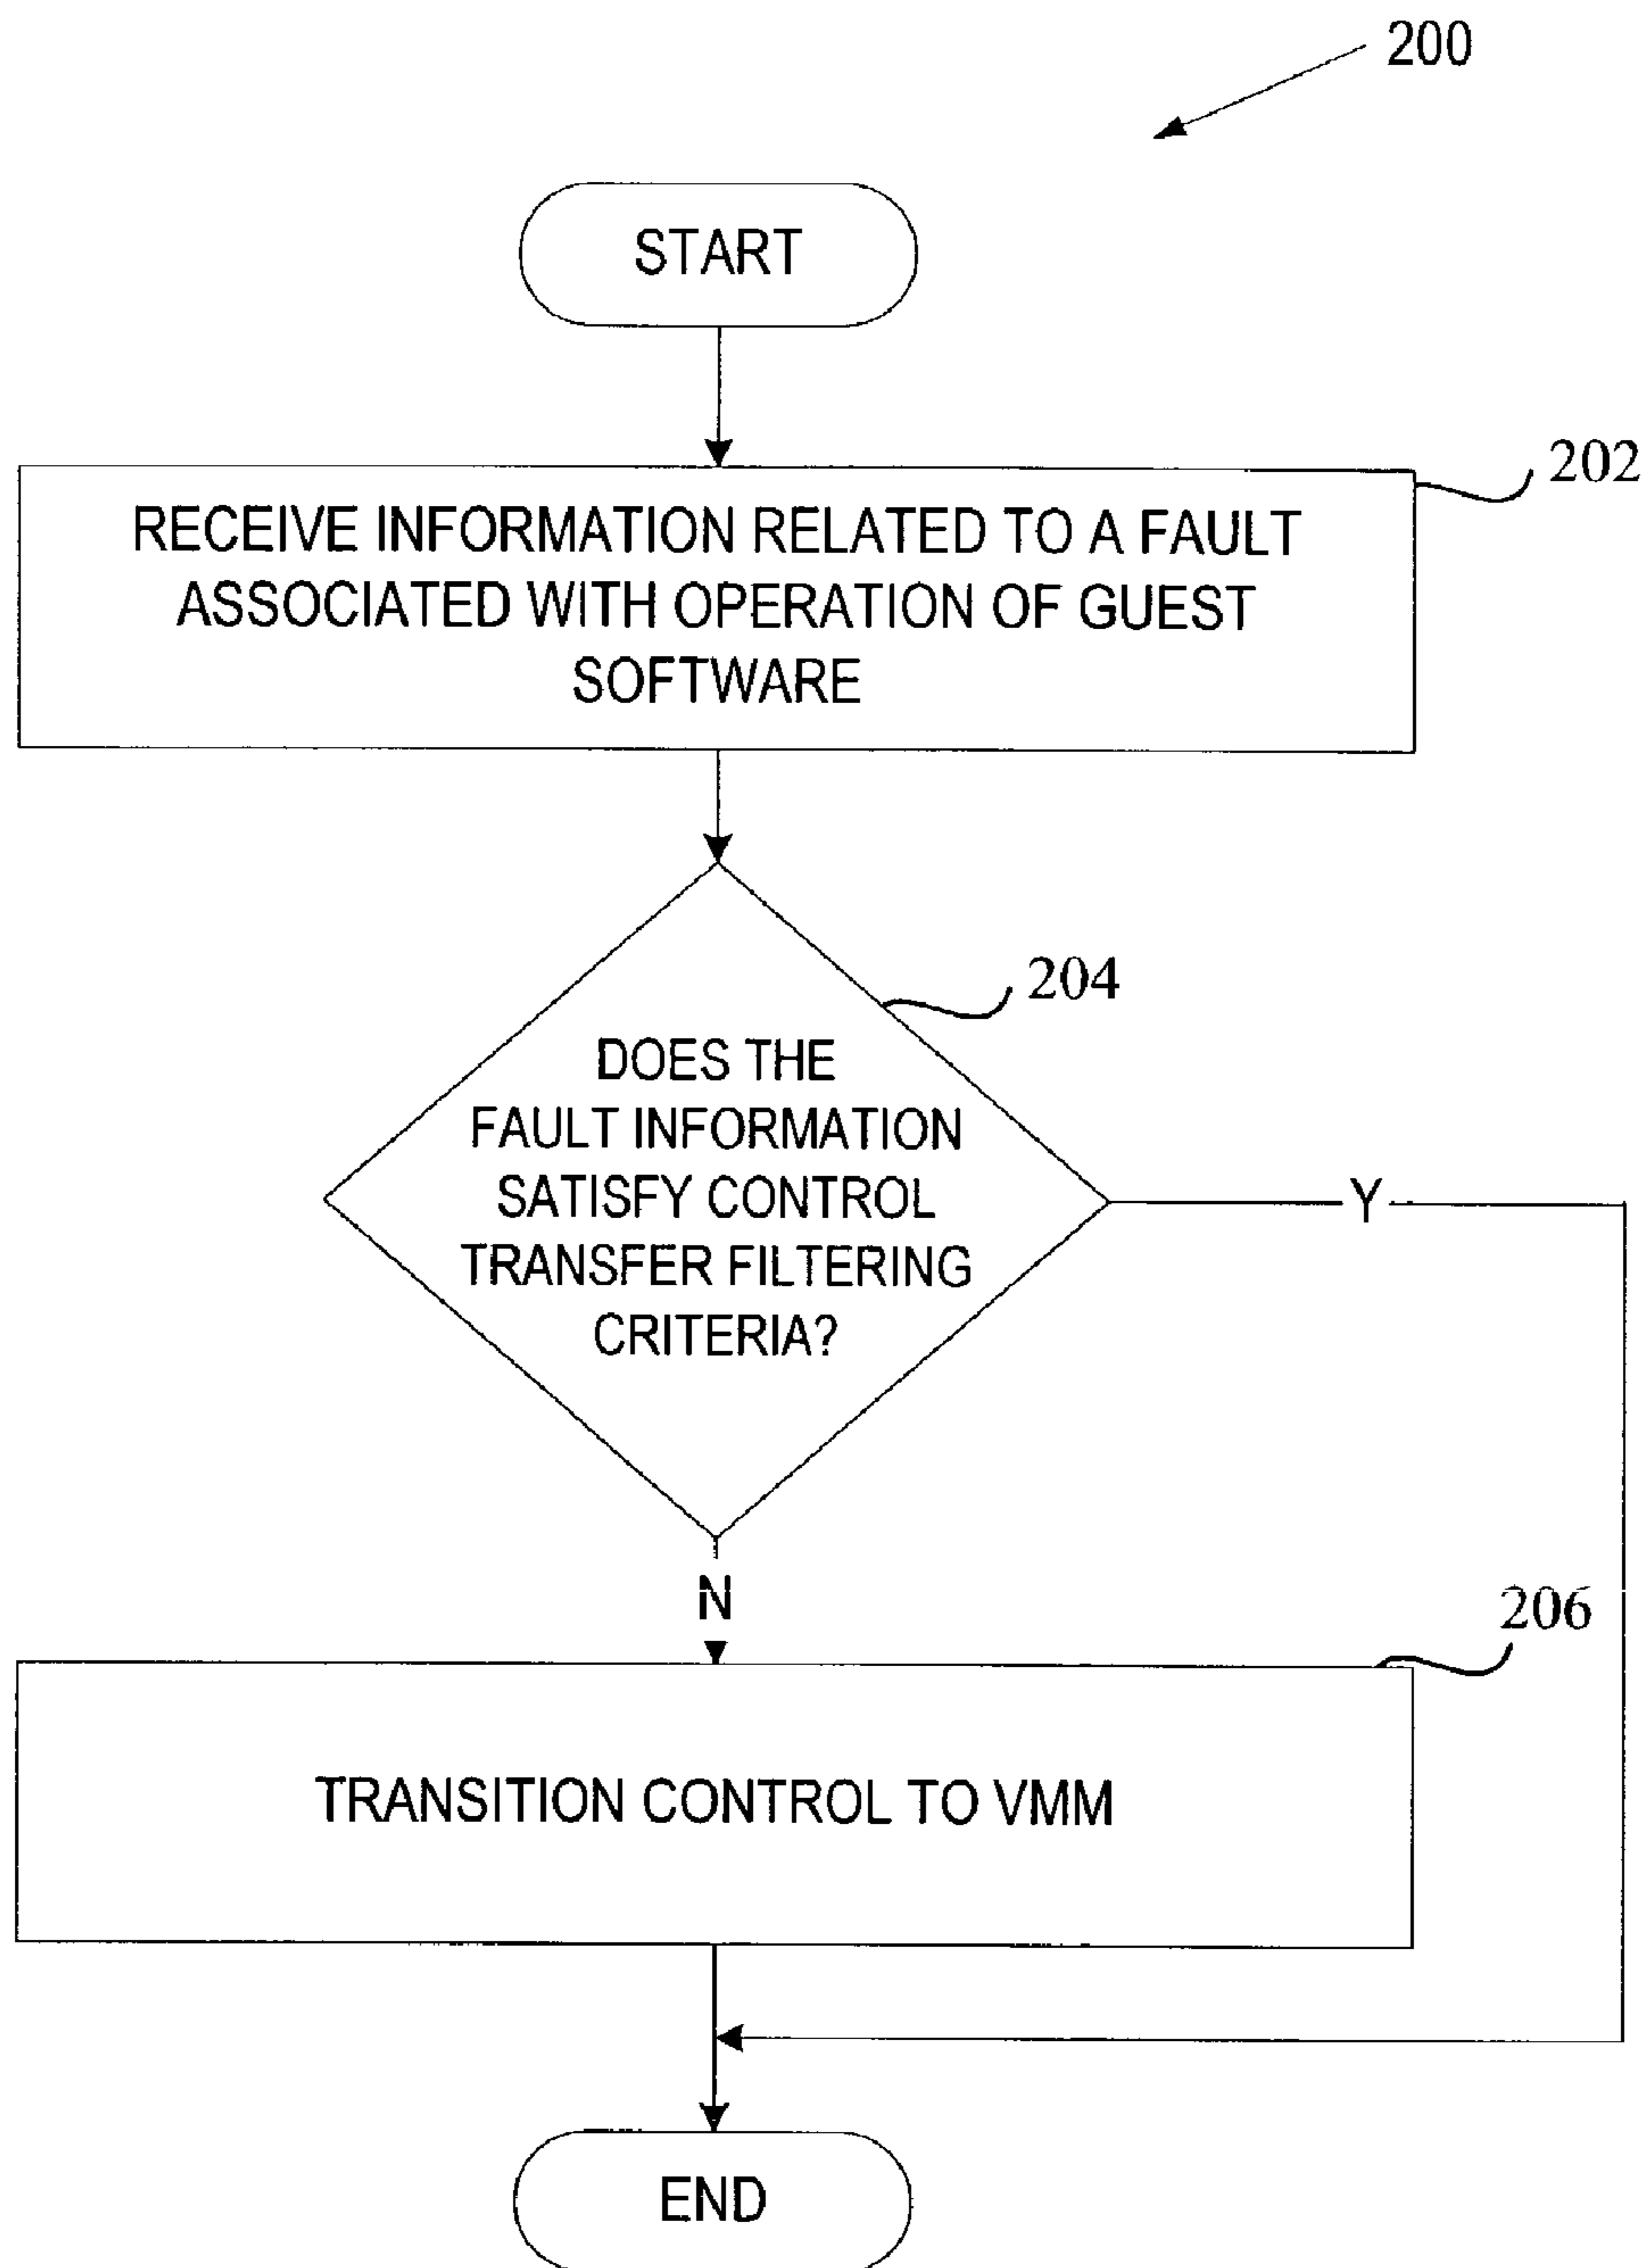 200
START
202
RECEIVE INFORMATION RELATED TO A FAULT
ASSOCIATED WITH OPERATION OF GUEST
SOFTWARE
204
DOES THE
FAULT INFORMATION
SATISFY CONTROL
TRANSFER FILTERING
CRITERIA?
Y
N
206
TRANSITION CONTROL TO VMM
END